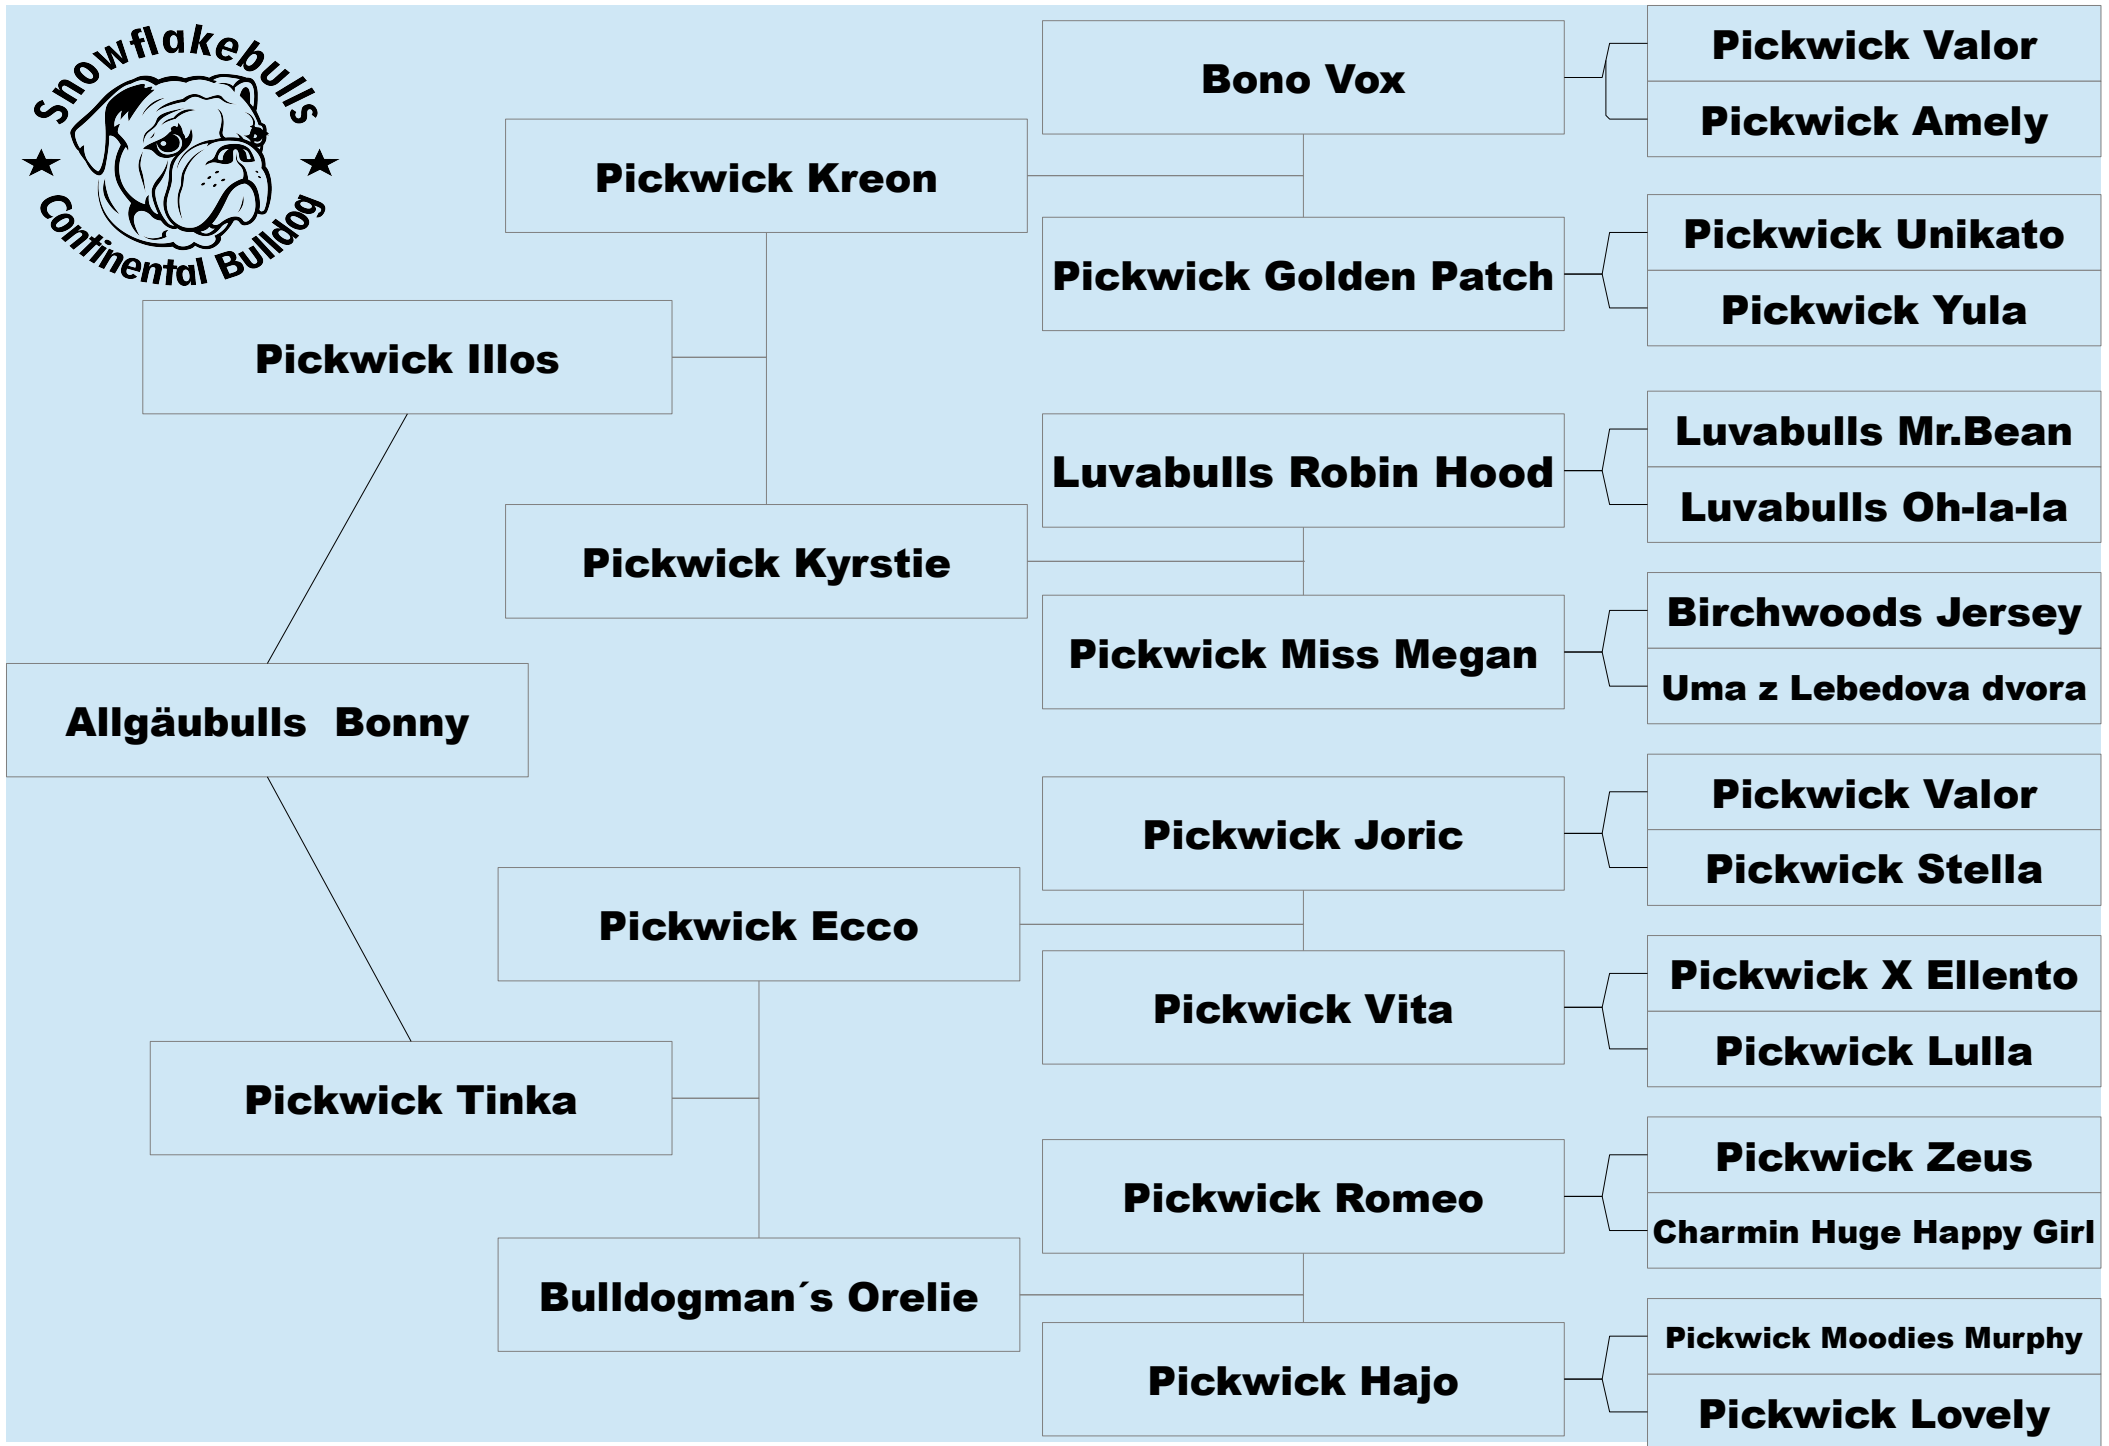 Snowflakebulls
Continental Bulldog
Bono Vox
Pickwick Valor
Pickwick Amely
Pickwick Kreon
Pickwick Golden Patch
Pickwick Unikato
Pickwick Yula
Pickwick Illos
Luvabulls Robin Hood
Luvabulls Mr.Bean
Luvabulls Oh-la-la
Pickwick Kyrstie
Pickwick Miss Megan
Birchwoods Jersey
Uma z Lebedova dvora
Allgäubulls  Bonny
Pickwick Joric
Pickwick Valor
Pickwick Stella
Pickwick Ecco
Pickwick Vita
Pickwick X Ellento
Pickwick Lulla
Pickwick Tinka
Pickwick Romeo
Pickwick Zeus
Charmin Huge Happy Girl
Bulldogman´s Orelie
Pickwick Hajo
Pickwick Moodies Murphy
Pickwick Lovely